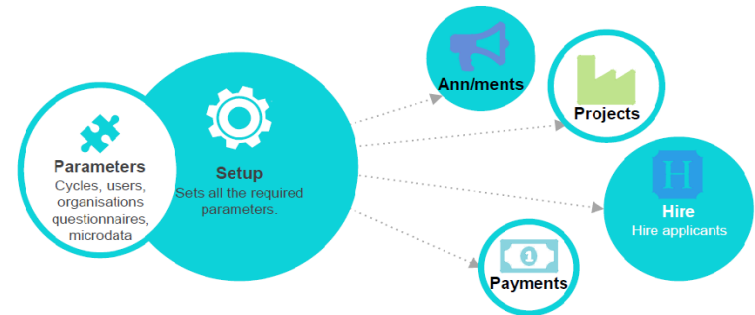 Parameters
Cycles, users,
organisations
questionnaires,
microdata
Setup
Sets all the required
parameters.
Ann/ments
Projects
H
Hire
Hire applicants
1
Payments